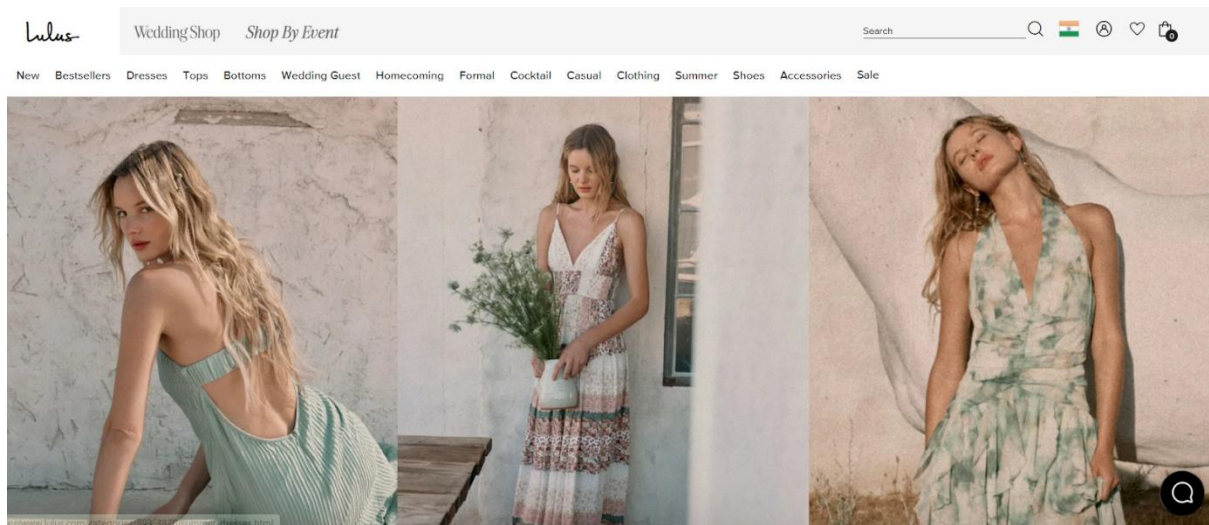 Lulus
Wedding Shop Shop By Event
Search
0
New Bestsellers Dresses Tops Bottoms Wedding Guest Homecoming Formal Cocktail Casual Clothing Summer Shoes Accessories Sale